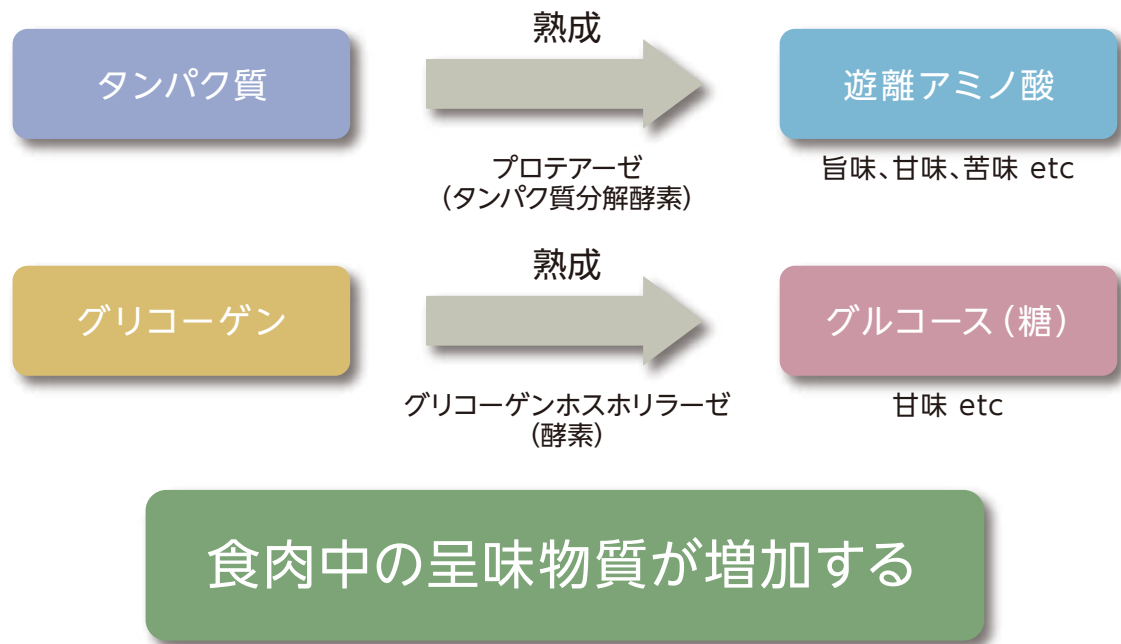 熟成
タンパク質
遊離アミノ酸
プロテアーゼ
(タンパク質分解酵素)
旨味、甘味、苦味 etc
熟成
グリコーゲン
グルコース(糖)
グリコーゲンホスホリラーゼ
(酵素)
甘味 etc
食肉中の呈味物質が増加する